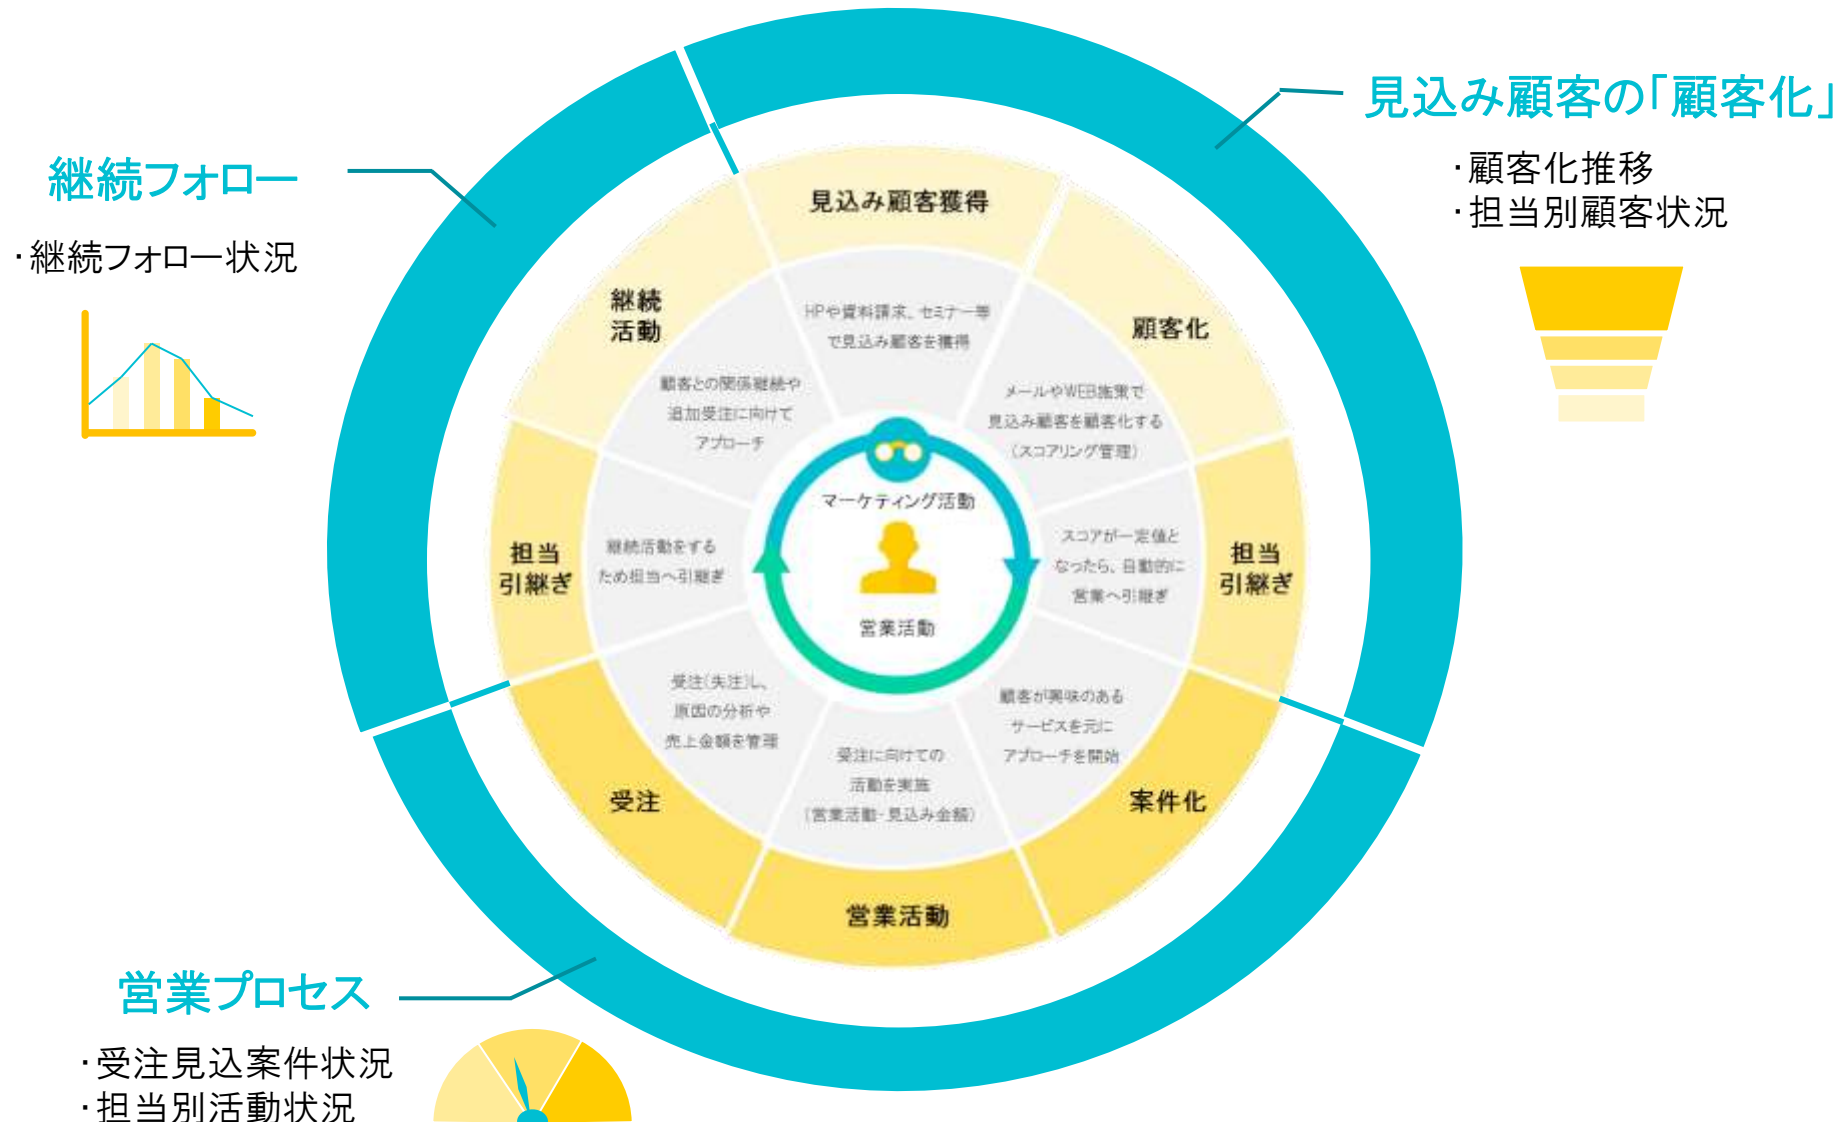 見込み顧客の「顧客化」
・顧客化推移
・担当別顧客状況
継続フォロー
・継続フォロー状況
見込み顧客獲得
HPや資料請求、セミナー等
で見込み顧客を獲得
顧客化
メールやWEB施策で
見込み顧客を顧客化する
(スコアリング管理)
担当
引継ぎ
スコアが一定値と
なったら、自動的に
営業へ引継ぎ
案件化
顧客が興味のある
サービスを元に
アプローチを開始
営業活動
受注に向けての
活動を実施
(営業活動・見込み金額)
受注
受注(失注)し、
原因の分析や
売上金額を管理
担当
引継ぎ
継続活動をする
ため担当へ引継ぎ
継続
活動
顧客との関係継続や
追加受注に向けて
アプローチ
マーケティング活動
営業活動
営業プロセス
・受注見込案件状況
・担当別活動状況